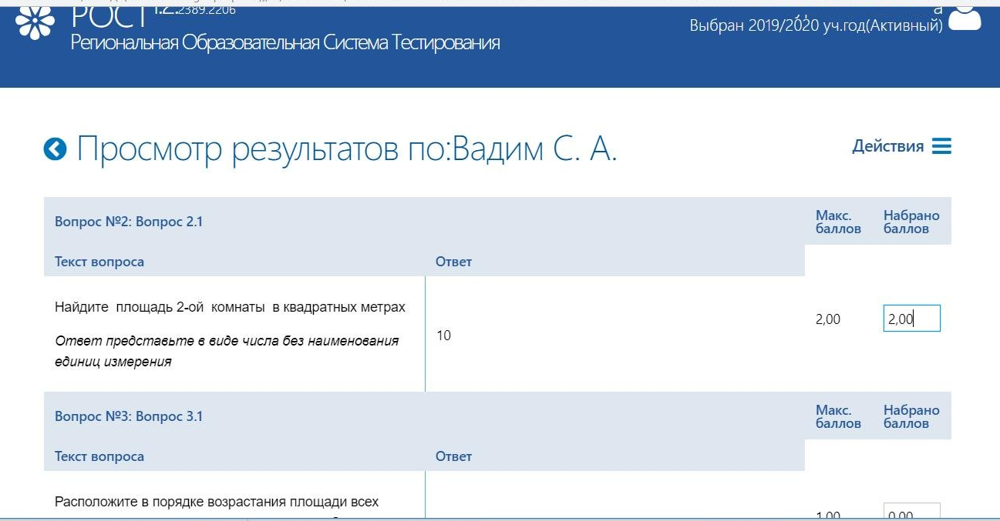 РОСТ 1.2.2389.2206
Региональная Образовательная Система Тестирования
а
Выбран 2019/2020 уч.год(Активный)
Просмотр результатов по:Вадим С. А.
Действия
Вопрос №2: Вопрос 2.1
Макс. баллов
Набрано баллов
Текст вопроса
Ответ
Найдите площадь 2-ой комнаты в квадратных метрах
Ответ представьте в виде числа без наименования
единиц измерения
10
2,00
2,00
Вопрос №3: Вопрос 3.1
Макс. баллов
Набрано баллов
Текст вопроса
Ответ
Расположите в порядке возрастания площади всех
1,00
0,00